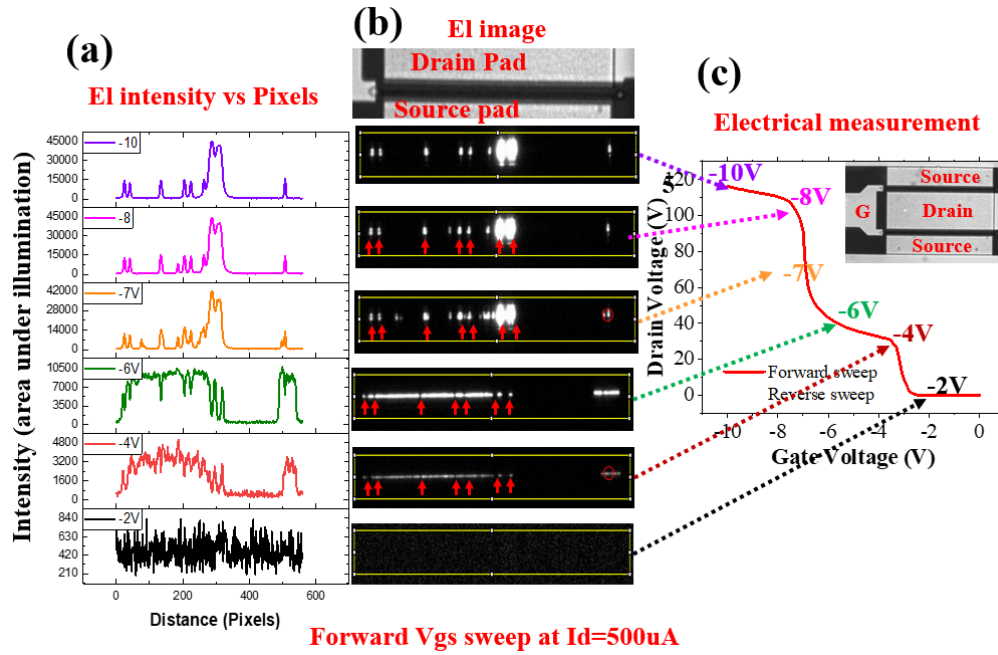 (a)
El intensity vs Pixels
Intensity (area under illumination)
45000
30000
15000
0
-10
45000
30000
15000
0
-8
42000
28000
14000
0
-7V
10500
7000
3500
0
-6V
4800
3200
1600
0
-4V
840
630
420
210
-2V
0 200 400 600
Distance (Pixels)
(b)
El image
Drain Pad
Source pad
(c)
Electrical measurement
Drain Voltage (V)
120
100
80
60
40
20
0
5
-10V
-8V
-7V
-6V
-4V
-2V
Source
G
Drain
Source
Forward sweep
Reverse sweep
-10 -8 -6 -4 -2 0
Gate Voltage (V)
Forward Vgs sweep at Id=500uA